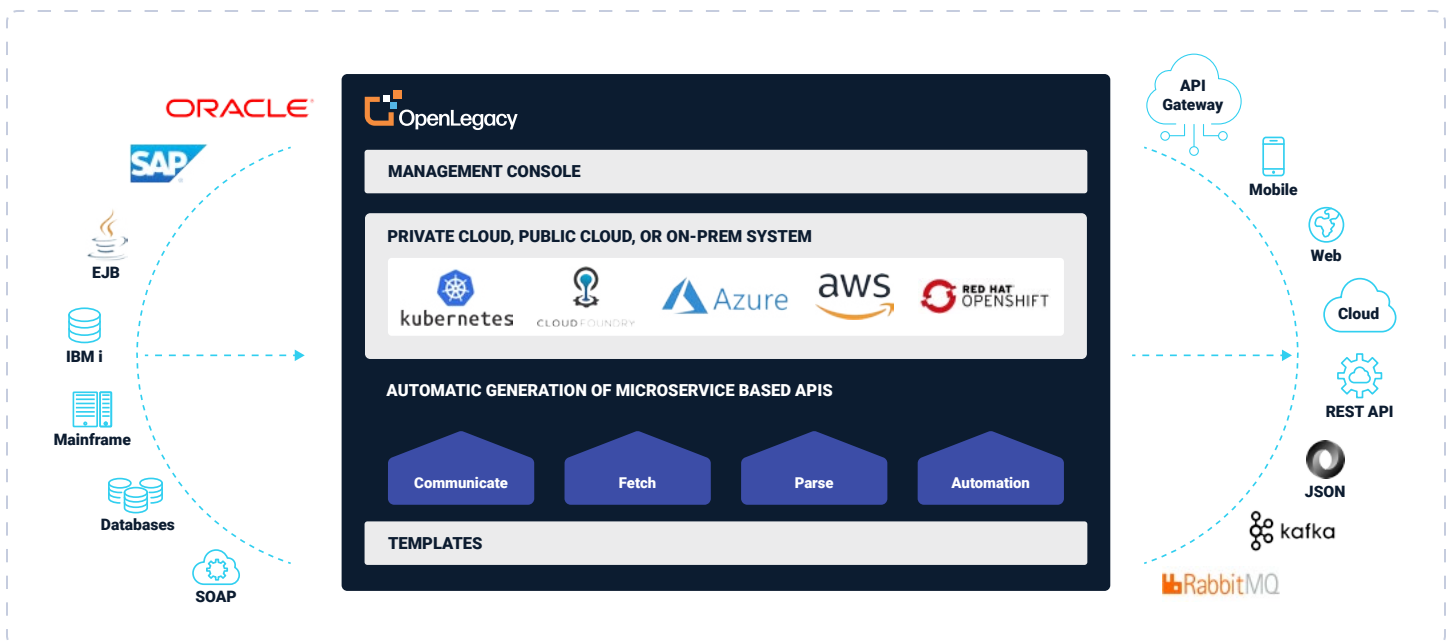 ORACLE
SAP
EJB
IBM i
Mainframe
Databases
SOAP
OpenLegacy
MANAGEMENT CONSOLE
PRIVATE CLOUD, PUBLIC CLOUD, OR ON-PREM SYSTEM
kubernetes
CLOUD FOUNDRY
Azure
aws
RED HAT
OPENSHIFT
AUTOMATIC GENERATION OF MICROSERVICE BASED APIS
Communicate
Fetch
Parse
Automation
TEMPLATES
API
Gateway
Mobile
Web
Cloud
REST API
JSON
kafka
RabbitMQ